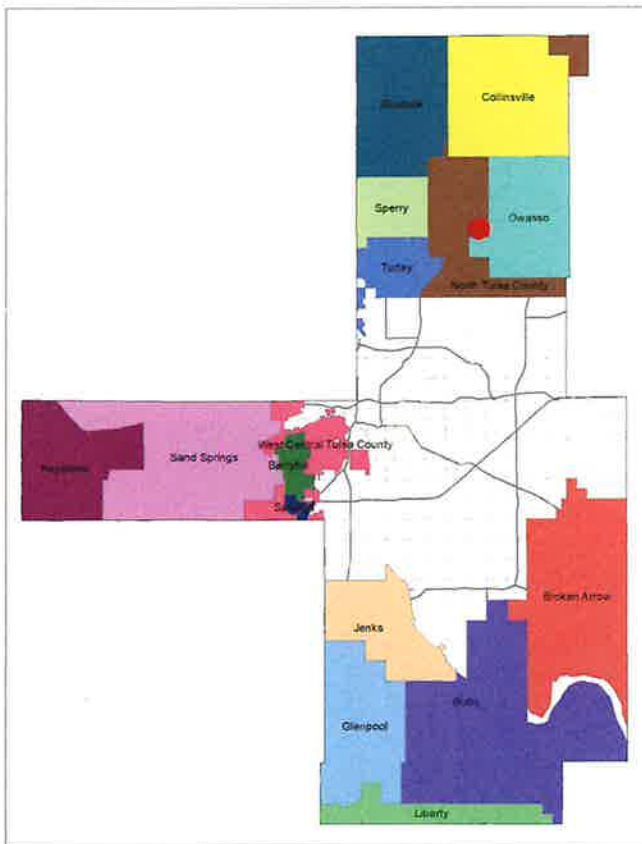 Collinsville
Sperry
Owasso
Turley
North Tulsa County
West Central Tulsa County
Sand Springs
Berryhill
Broken Arrow
Jenks
Bixby
Glenpool
Liberty